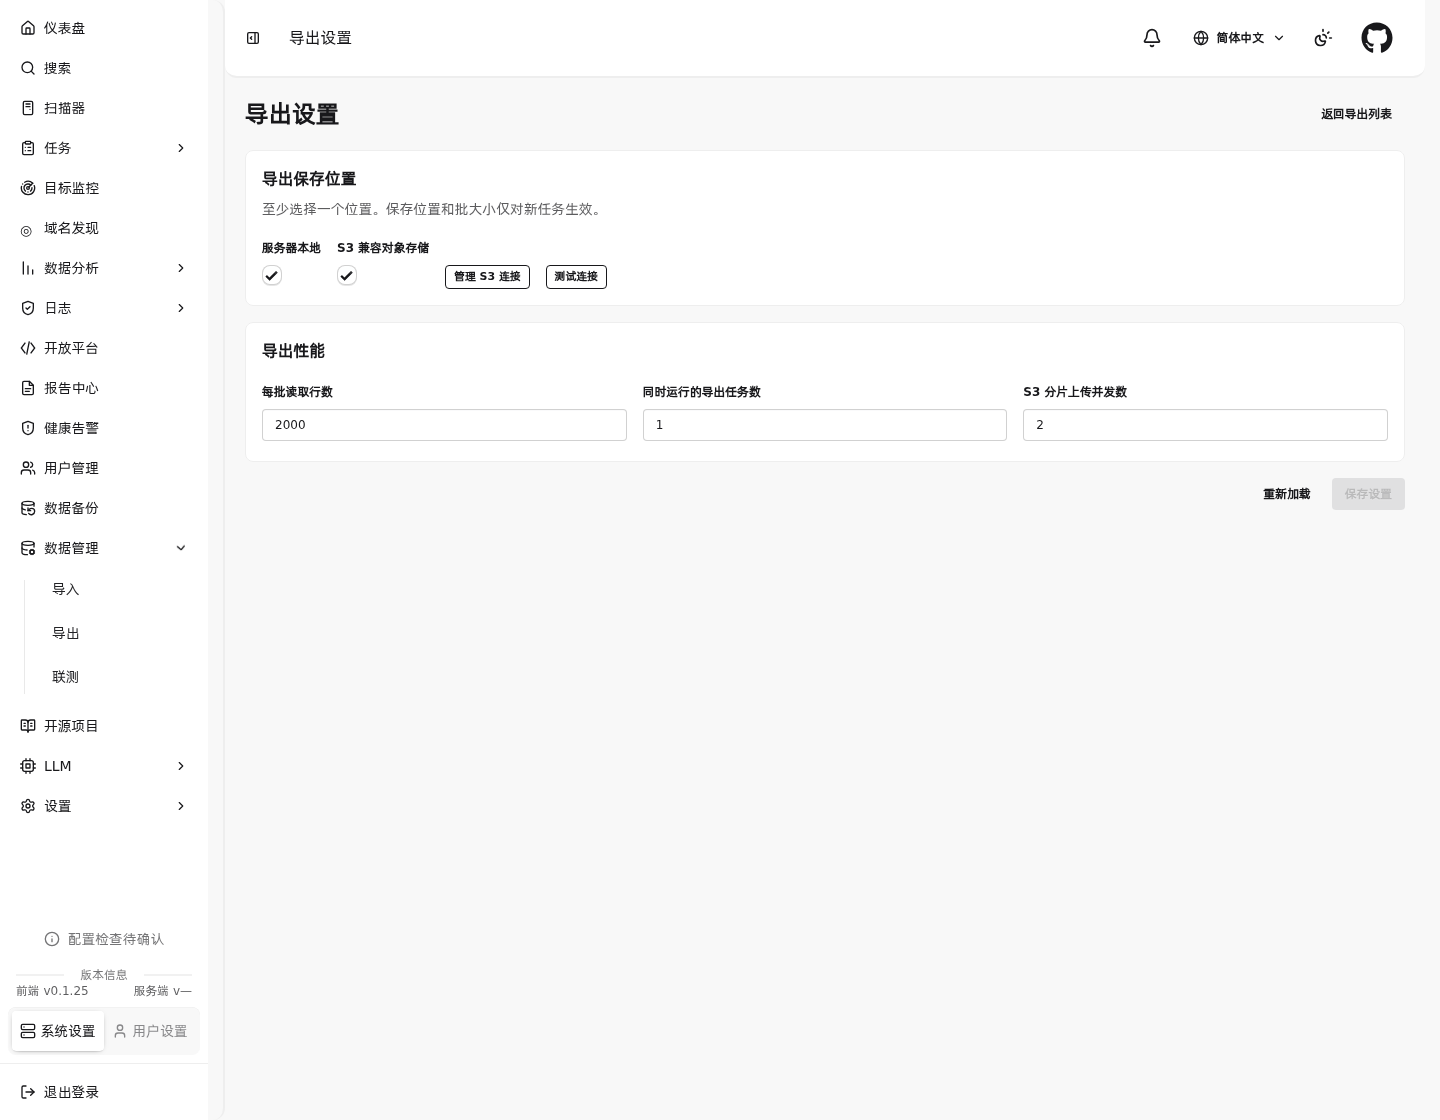 仪表盘
搜索
扫描器
任务
目标监控
域名发现
数据分析
日志
开放平台
报告中心
健康告警
用户管理
数据备份
数据管理
导入
导出
联测
开源项目
LLM
设置
配置检查待确认
版本信息
前端 v0.1.25
服务端 v—
系统设置
用户设置
退出登录
导出设置
简体中文
导出设置
返回导出列表
导出保存位置
至少选择一个位置。保存位置和批大小仅对新任务生效。
服务器本地
S3 兼容对象存储
管理 S3 连接
测试连接
导出性能
每批读取行数
同时运行的导出任务数
S3 分片上传并发数
2000
1
2
重新加载
保存设置